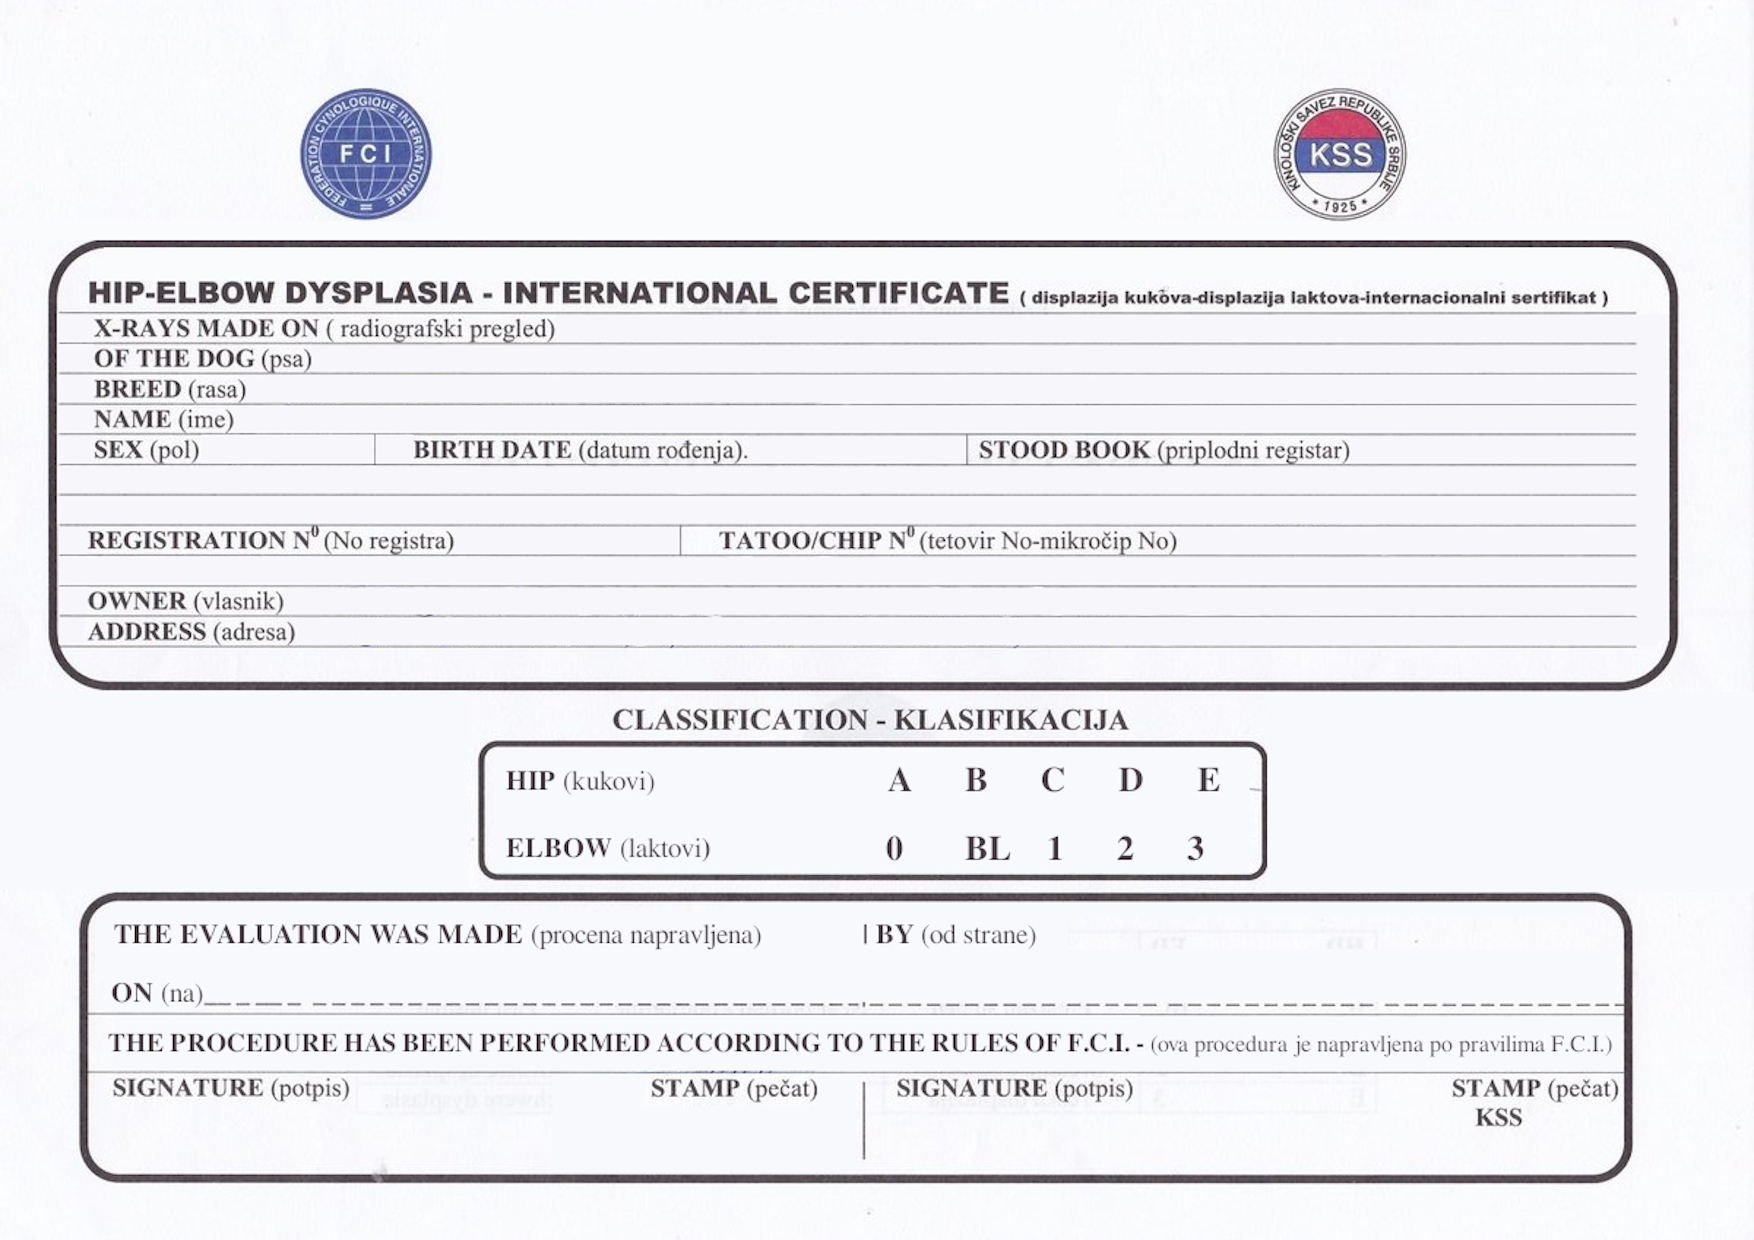 FEDERATION CYNOLOGIQUE INTERNATIONALE
FCI
KINOLOŠKI SAVEZ REPUBLIKE SRBIJE
KSS
* 1925 *
HIP-ELBOW DYSPLASIA - INTERNATIONAL CERTIFICATE ( displazija kukova-displazija laktova-internacionalni sertifikat )
X-RAYS MADE ON ( radiografski pregled)
OF THE DOG (psa)
BREED (rasa)
NAME (ime)
SEX (pol) BIRTH DATE (datum rođenja). STOOD BOOK (priplodni registar)
REGISTRATION N⁰ (No registra) TATOO/CHIP N⁰ (tetovir No-mikročip No)
OWNER (vlasnik)
ADDRESS (adresa)
CLASSIFICATION - KLASIFIKACIJA
HIP (kukovi) A B C D E
ELBOW (laktovi) 0 BL 1 2 3
THE EVALUATION WAS MADE (procena napravljena) | BY (od strane)
ON (na)
THE PROCEDURE HAS BEEN PERFORMED ACCORDING TO THE RULES OF F.C.I. - (ova procedura je napravljena po pravilima F.C.I.)
SIGNATURE (potpis) STAMP (pečat) SIGNATURE (potpis) STAMP (pečat)
KSS